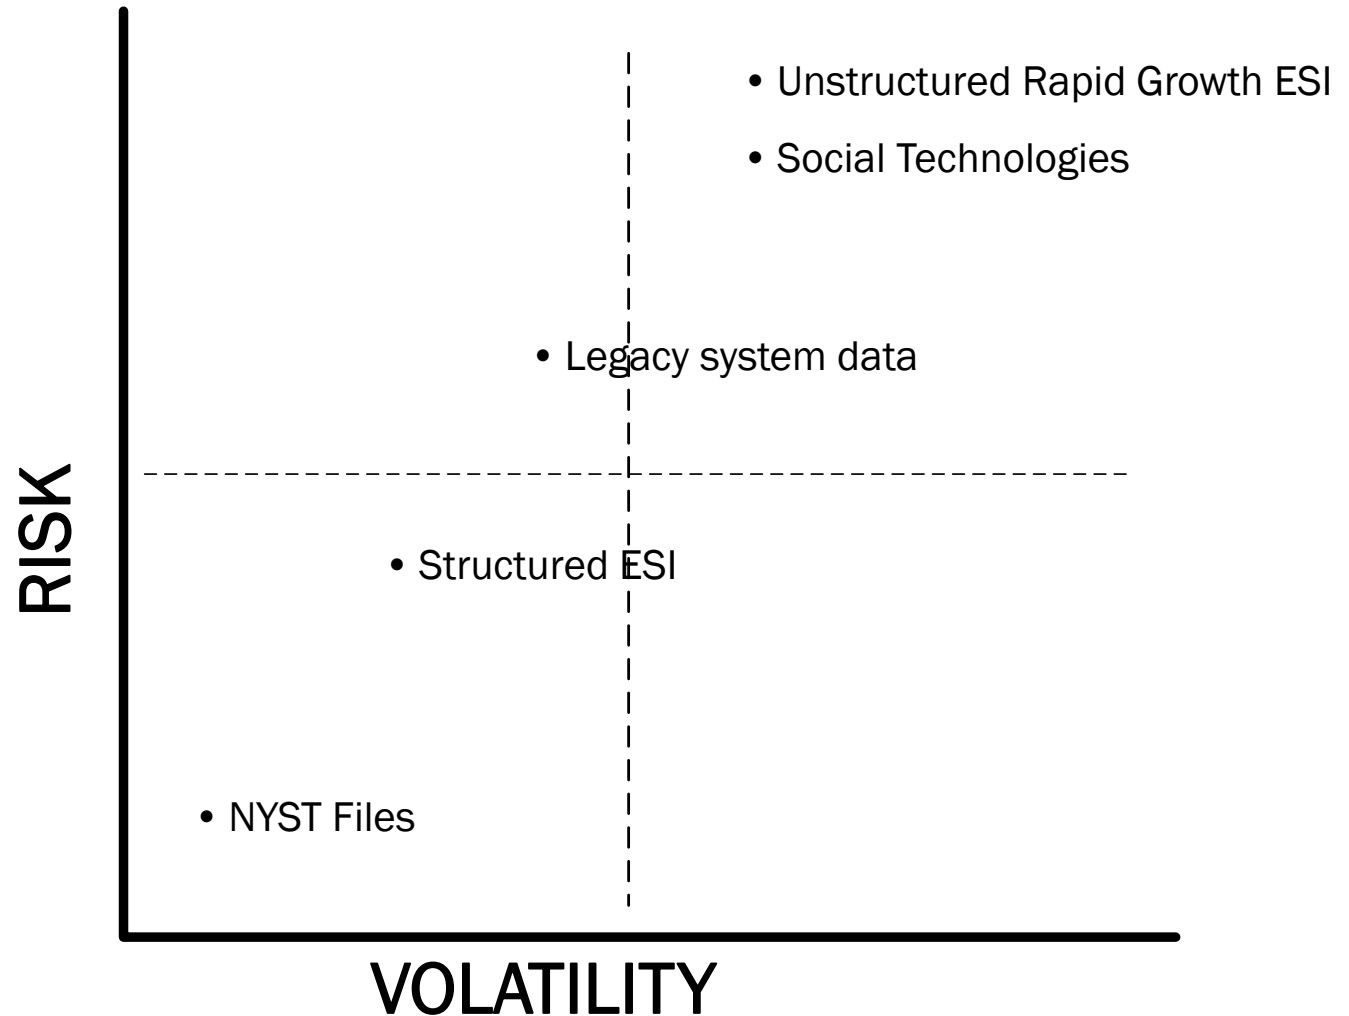 • Unstructured Rapid Growth ESI
• Social Technologies
• Legacy system data
RISK
• Structured ESI
• NYST Files
VOLATILITY